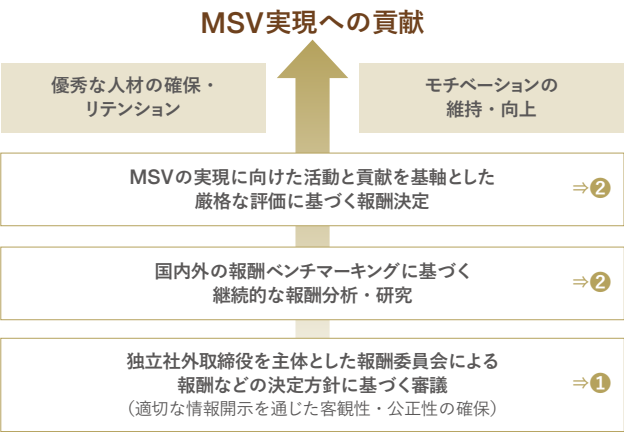 MSV実現への貢献
優秀な人材の確保・
リテンション
モチベーションの
維持・向上
MSVの実現に向けた活動と貢献を基軸とした
厳格な評価に基づく報酬決定
⇒❷
国内外の報酬ベンチマーキングに基づく
継続的な報酬分析・研究
⇒❷
独立社外取締役を主体とした報酬委員会による
報酬などの決定方針に基づく審議
（適切な情報開示を通じた客観性・公正性の確保）
⇒❶